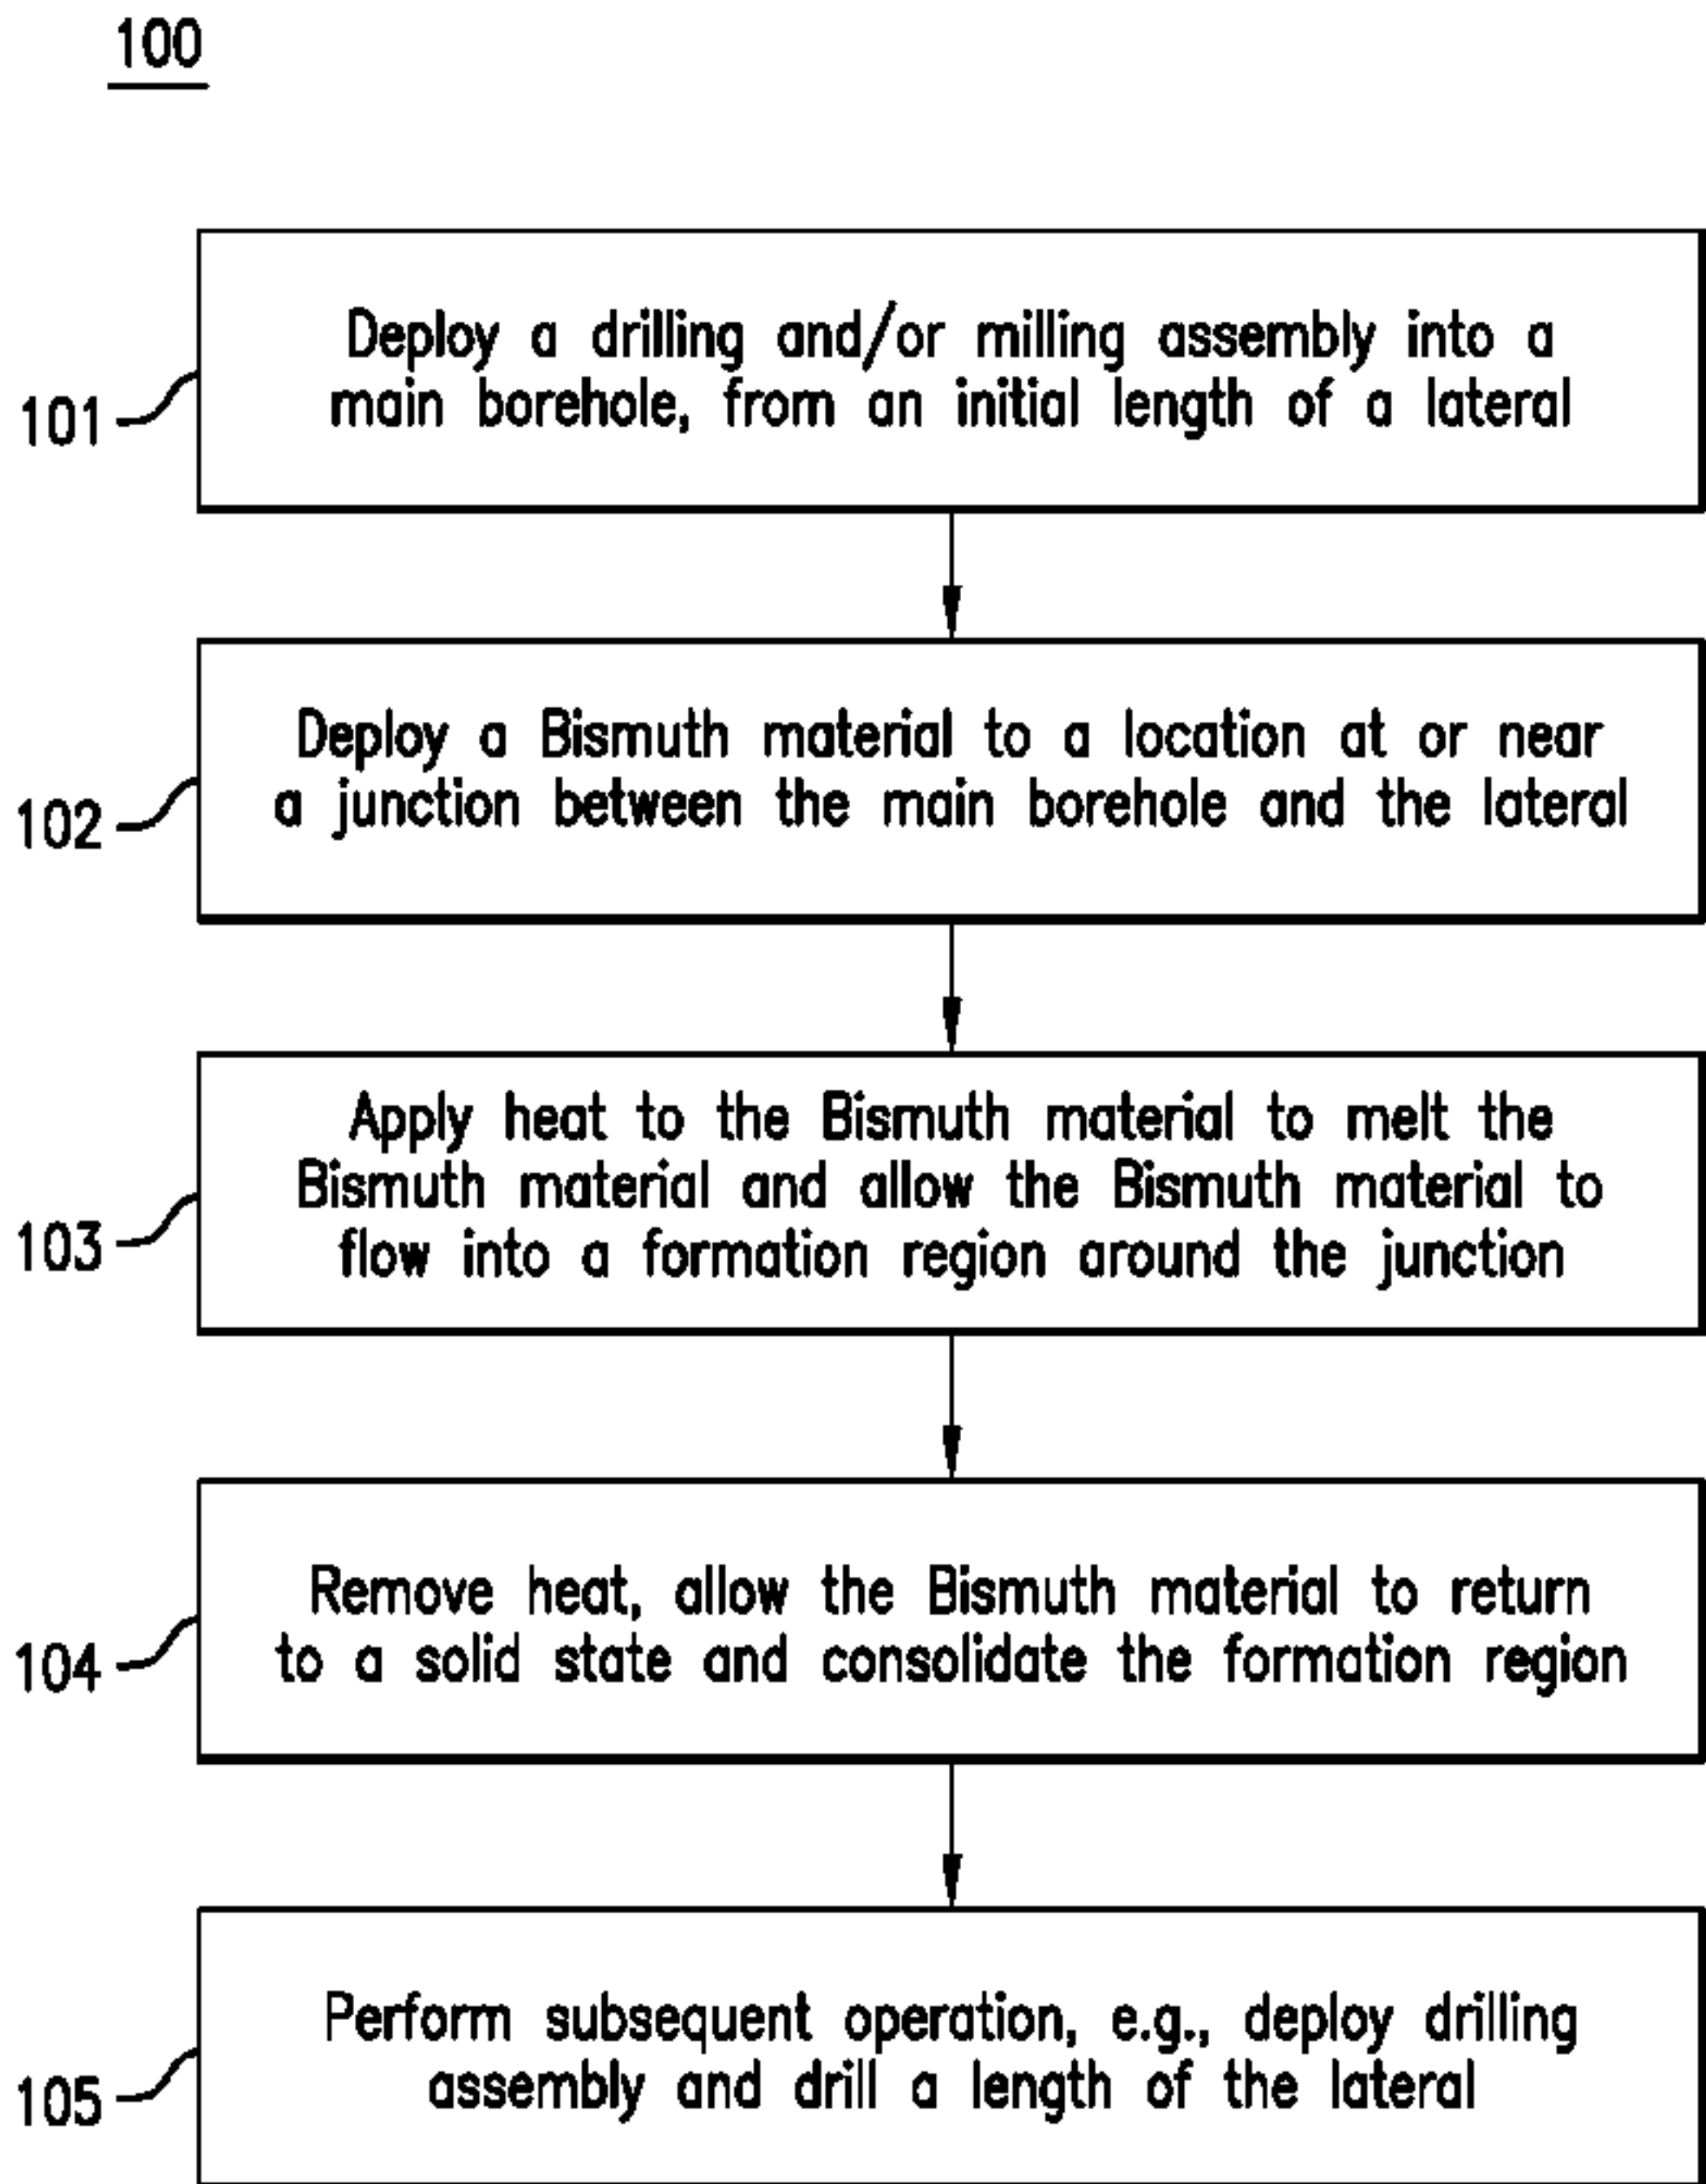 100
Deploy a drilling and/or milling assembly into a
main borehole, from an initial length of a lateral
101
Deploy a Bismuth material to a location at or near
a junction between the main borehole and the lateral
102
Apply heat to the Bismuth material to melt the
Bismuth material and allow the Bismuth material to
flow into a formation region around the junction
103
Remove heat, allow the Bismuth material to return
to a solid state and consolidate the formation region
104
Perform subsequent operation, e.g., deploy drilling
assembly and drill a length of the lateral
105